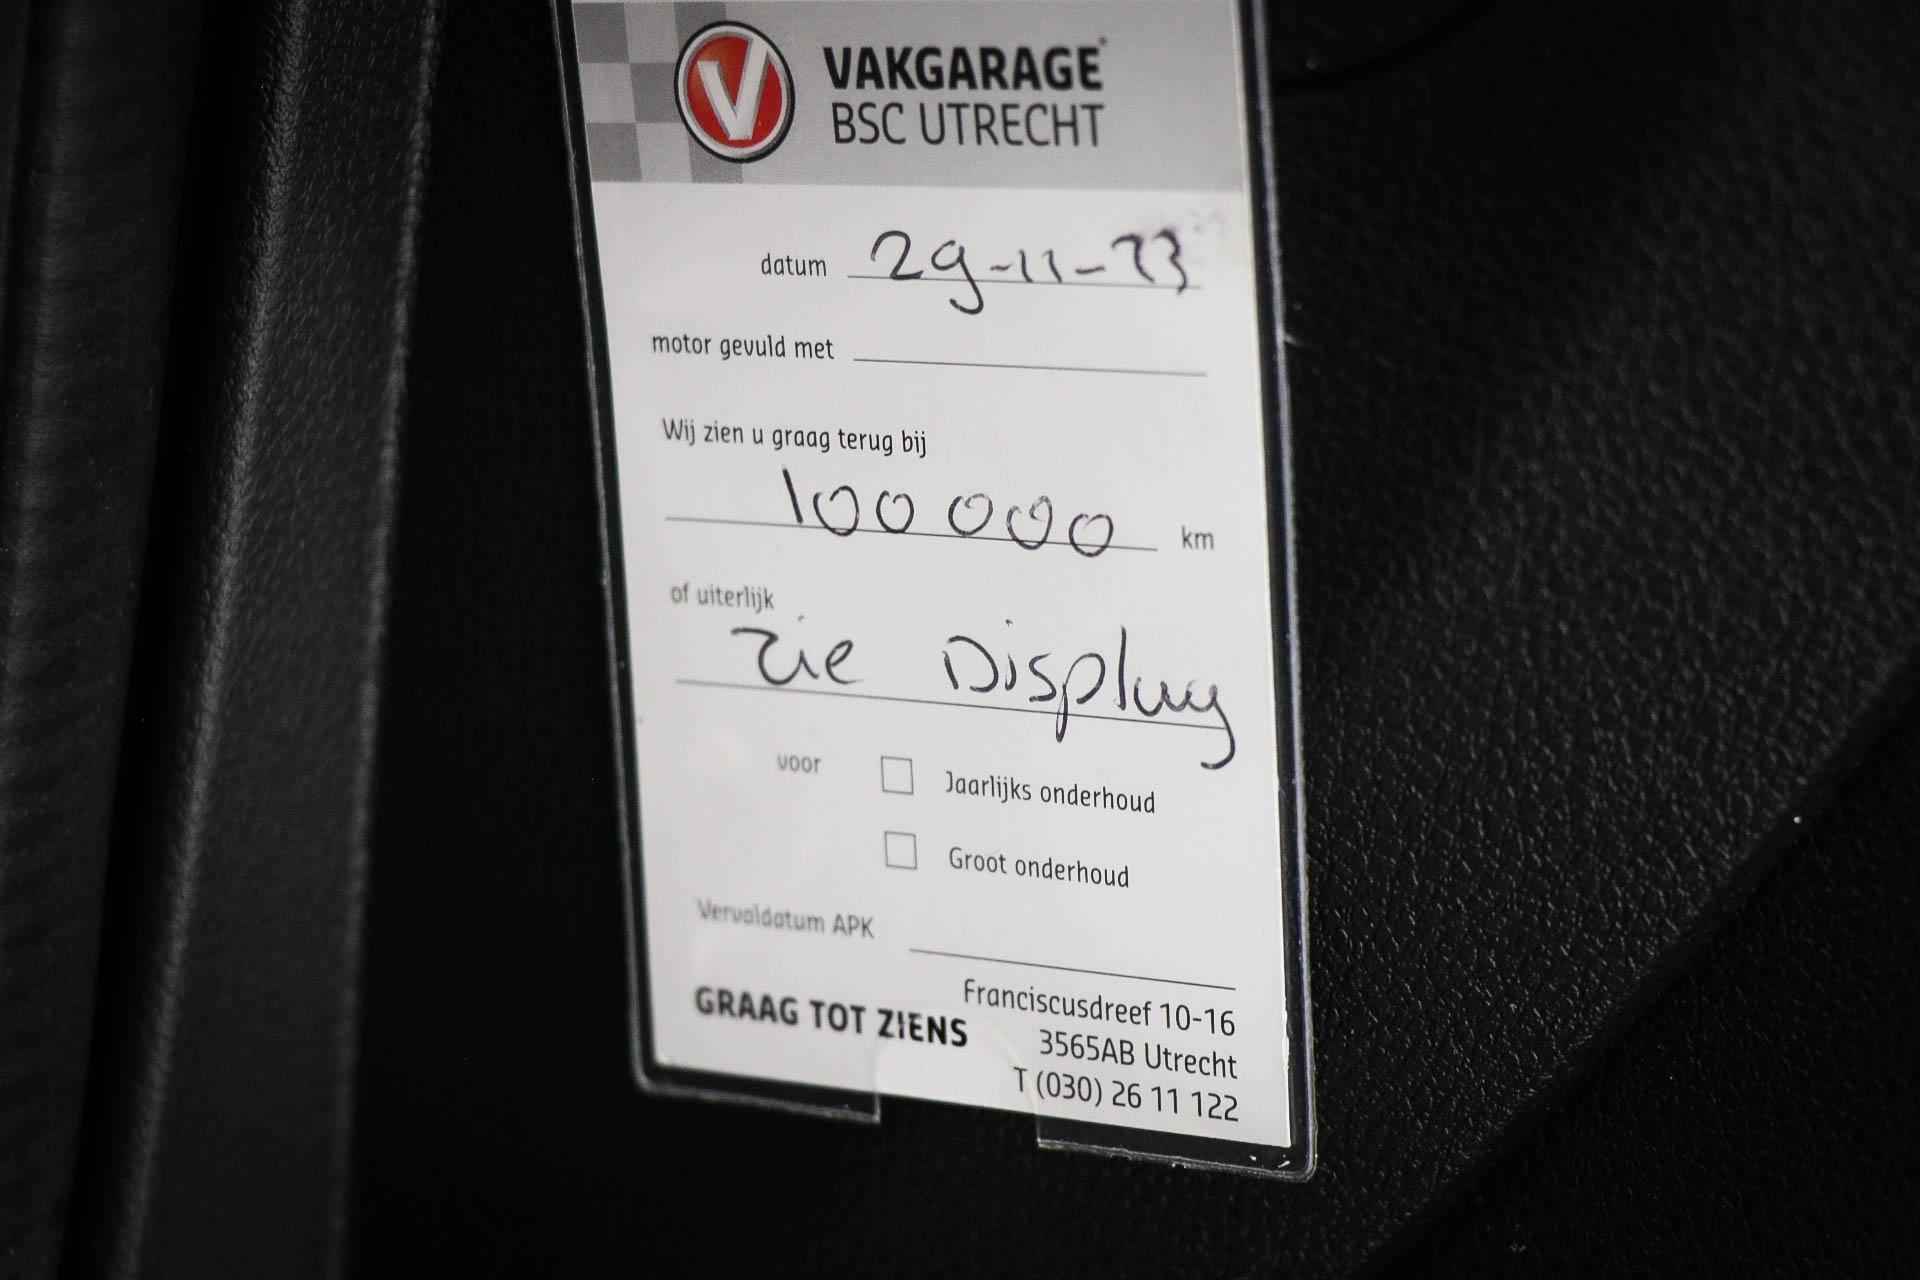 VAKGARAGE
BSC UTRECHT
datum 29-11-23
motor gevuld met
Wij zien u graag terug bij
100 000 km
of uiterlijk
zie Display
voor Jaarlijks onderhoud
Groot onderhoud
Vervaldatum APK
Franciscusdreef 10-16
GRAAG TOT ZIENS
3565AB Utrecht
T (030) 26 11 122